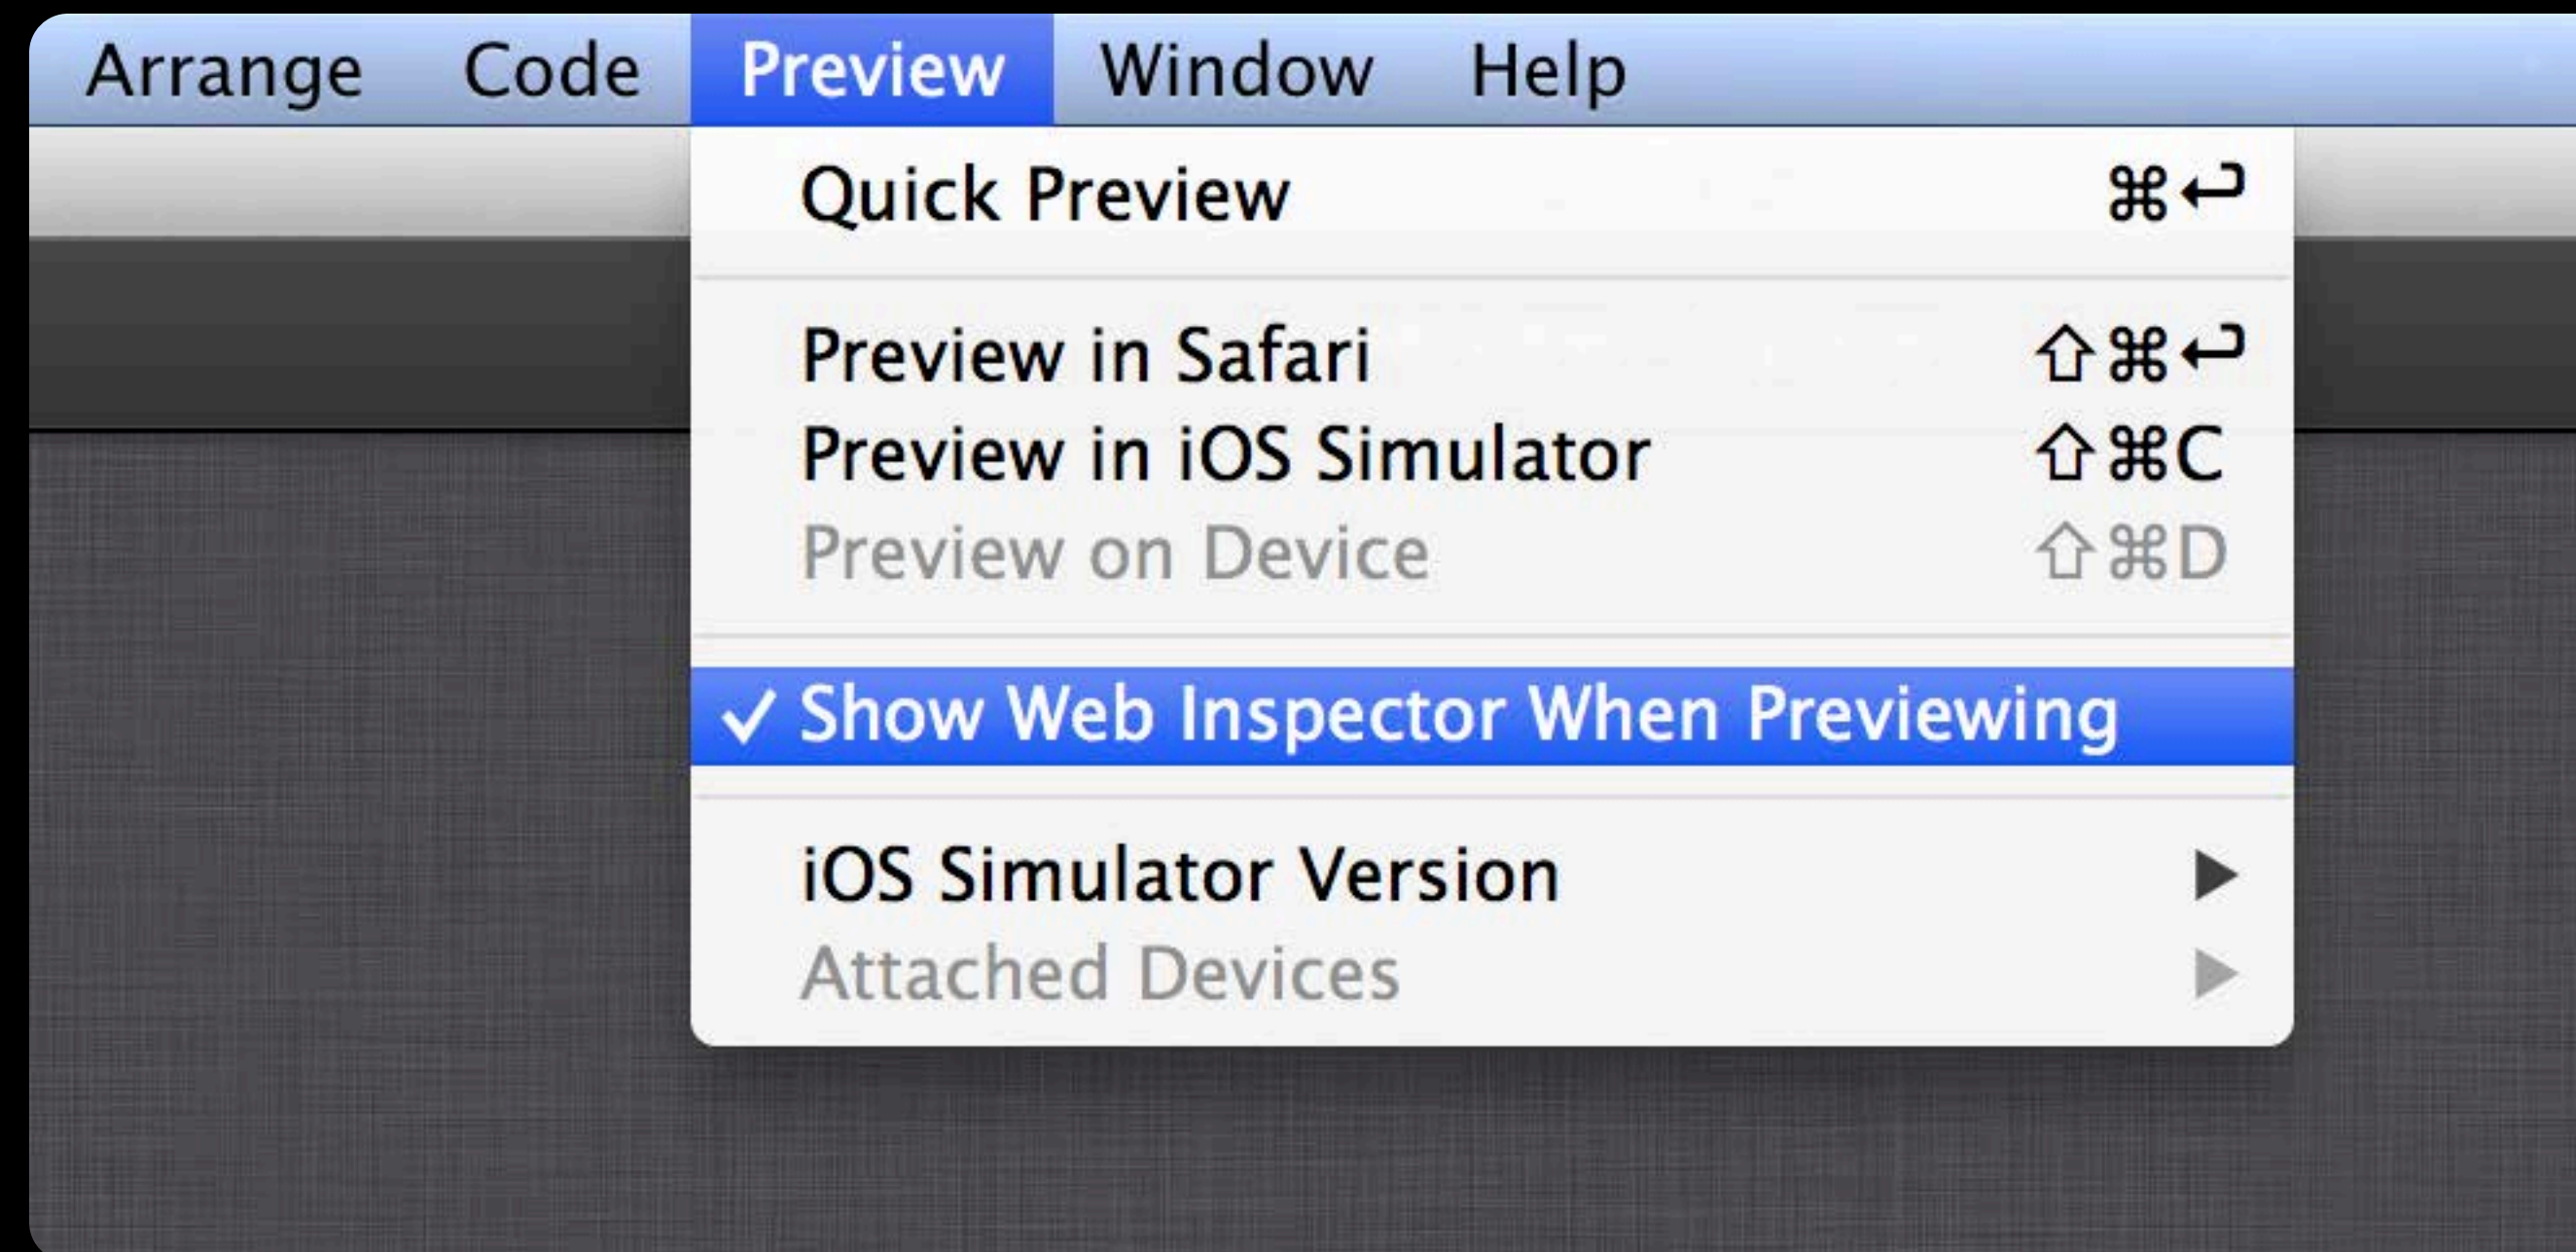 Arrange Code Preview Window Help
Quick Preview ⌘↩
Preview in Safari ⇧⌘↩
Preview in iOS Simulator ⇧⌘C
Preview on Device ⇧⌘D
✓ Show Web Inspector When Previewing
iOS Simulator Version ▶
Attached Devices ▶